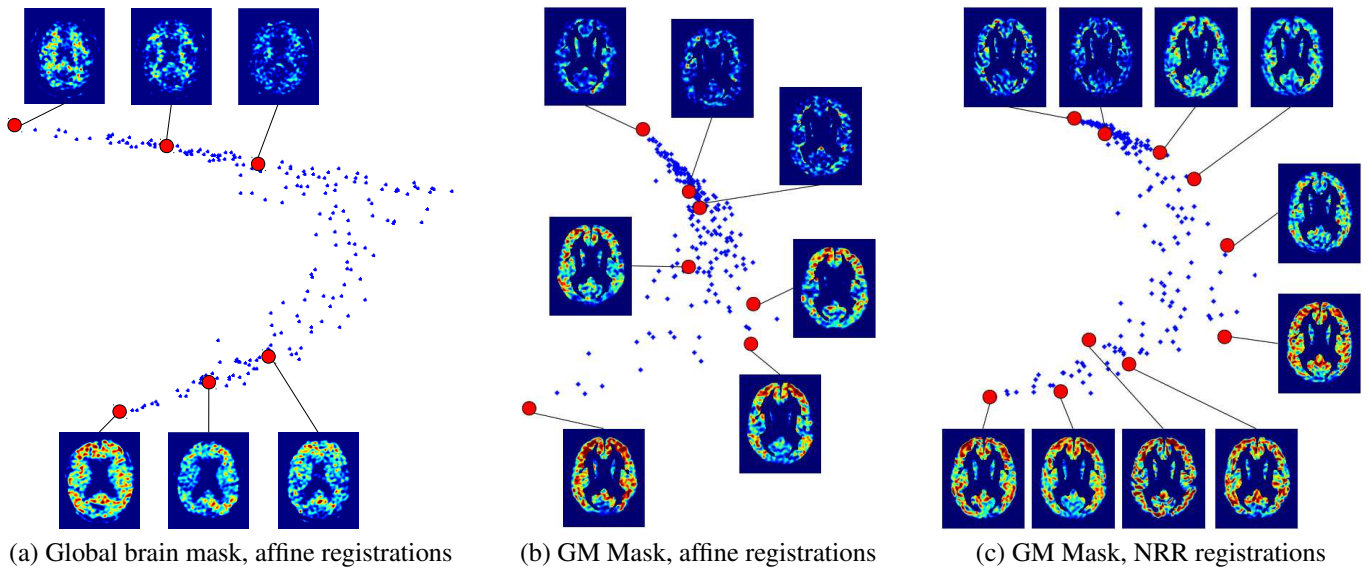 (a) Global brain mask, affine registrations
(b) GM Mask, affine registrations
(c) GM Mask, NRR registrations